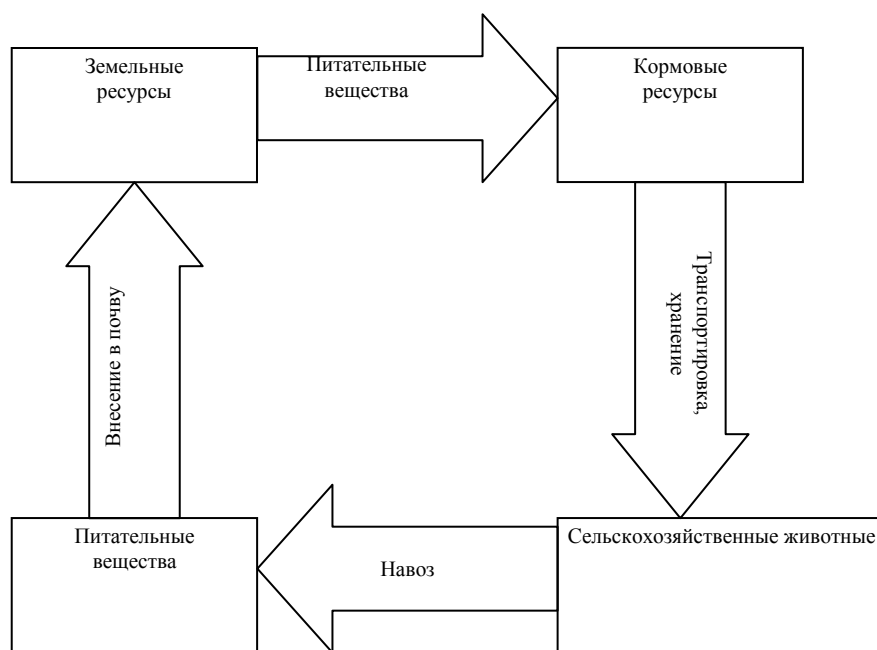 Земельные
ресурсы
Питательные
вещества
Кормовые
ресурсы
Транспортировка,
хранение
Внесение в почву
Питательные
вещества
Навоз
Сельскохозяйственные животные